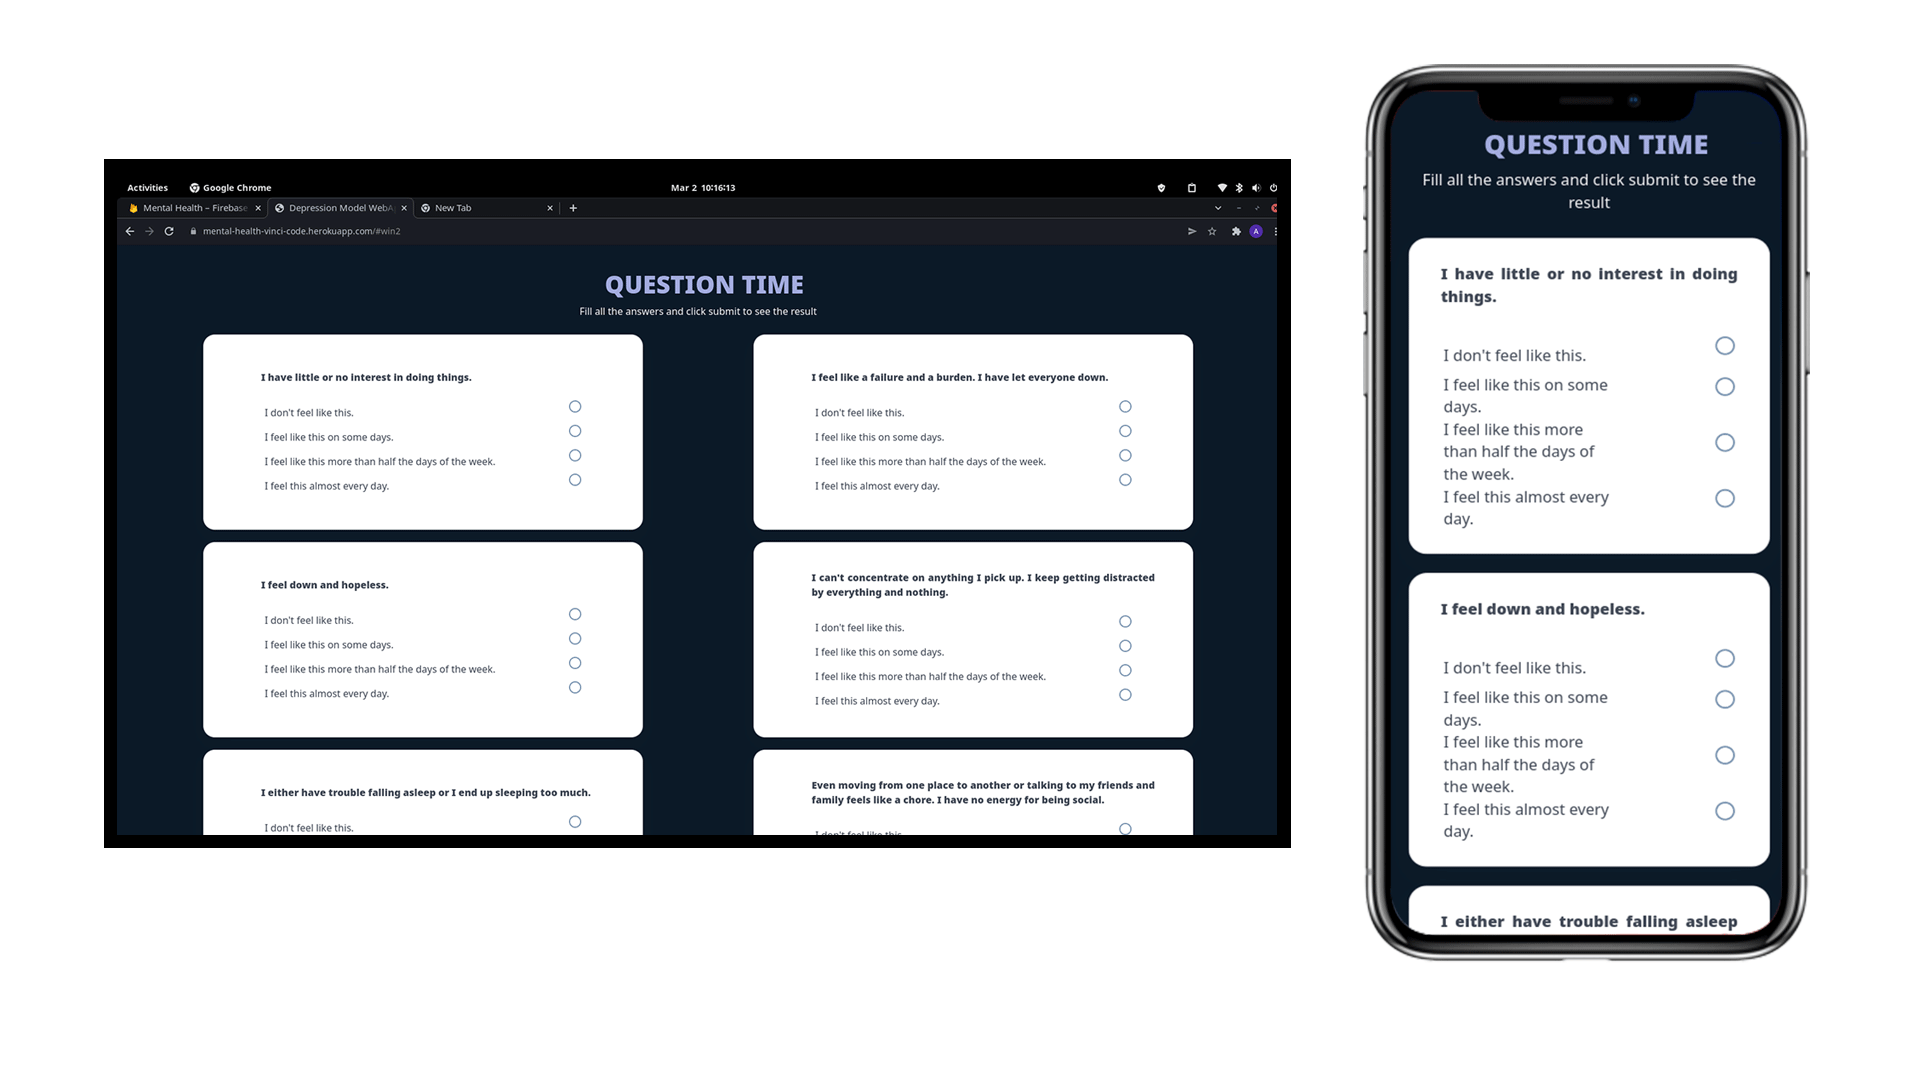 Activities Google Chrome Mar 2 10:16:13
Mental Health – Firebase Depression Model WebA New Tab
mental-health-vinci-code.herokuapp.com/#win2 A
QUESTION TIME
Fill all the answers and click submit to see the result
I have little or no interest in doing things.
I don't feel like this.
I feel like this on some days.
I feel like this more than half the days of the week.
I feel this almost every day.
I feel like a failure and a burden. I have let everyone down.
I don't feel like this.
I feel like this on some days.
I feel like this more than half the days of the week.
I feel this almost every day.
I feel down and hopeless.
I don't feel like this.
I feel like this on some days.
I feel like this more than half the days of the week.
I feel this almost every day.
I can't concentrate on anything I pick up. I keep getting distracted
by everything and nothing.
I don't feel like this.
I feel like this on some days.
I feel like this more than half the days of the week.
I feel this almost every day.
I either have trouble falling asleep or I end up sleeping too much.
I don't feel like this.
Even moving from one place to another or talking to my friends and
family feels like a chore. I have no energy for being social.
I don't feel like this.
QUESTION TIME
Fill all the answers and click submit to see the
result
I have little or no interest in doing
things.
I don't feel like this.
I feel like this on some
days.
I feel like this more
than half the days of
the week.
I feel this almost every
day.
I feel down and hopeless.
I don't feel like this.
I feel like this on some
days.
I feel like this more
than half the days of
the week.
I feel this almost every
day.
I either have trouble falling asleep